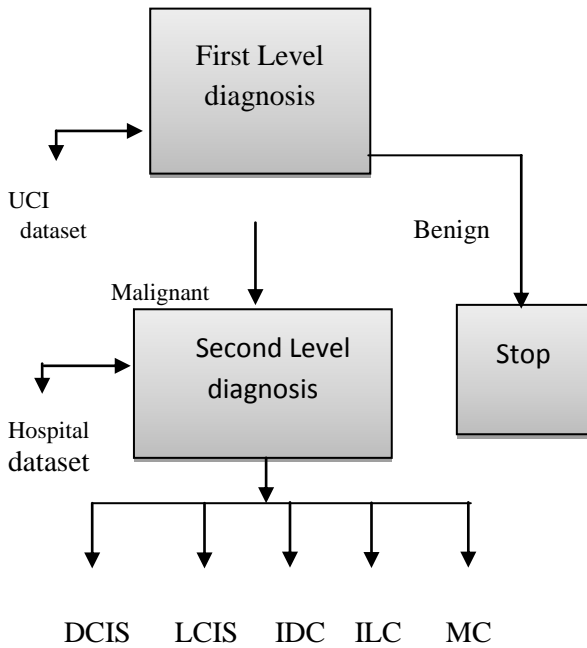 First Level
diagnosis
UCI
dataset
Benign
Malignant
Second Level
diagnosis
Stop
Hospital
dataset
DCIS LCIS IDC ILC MC